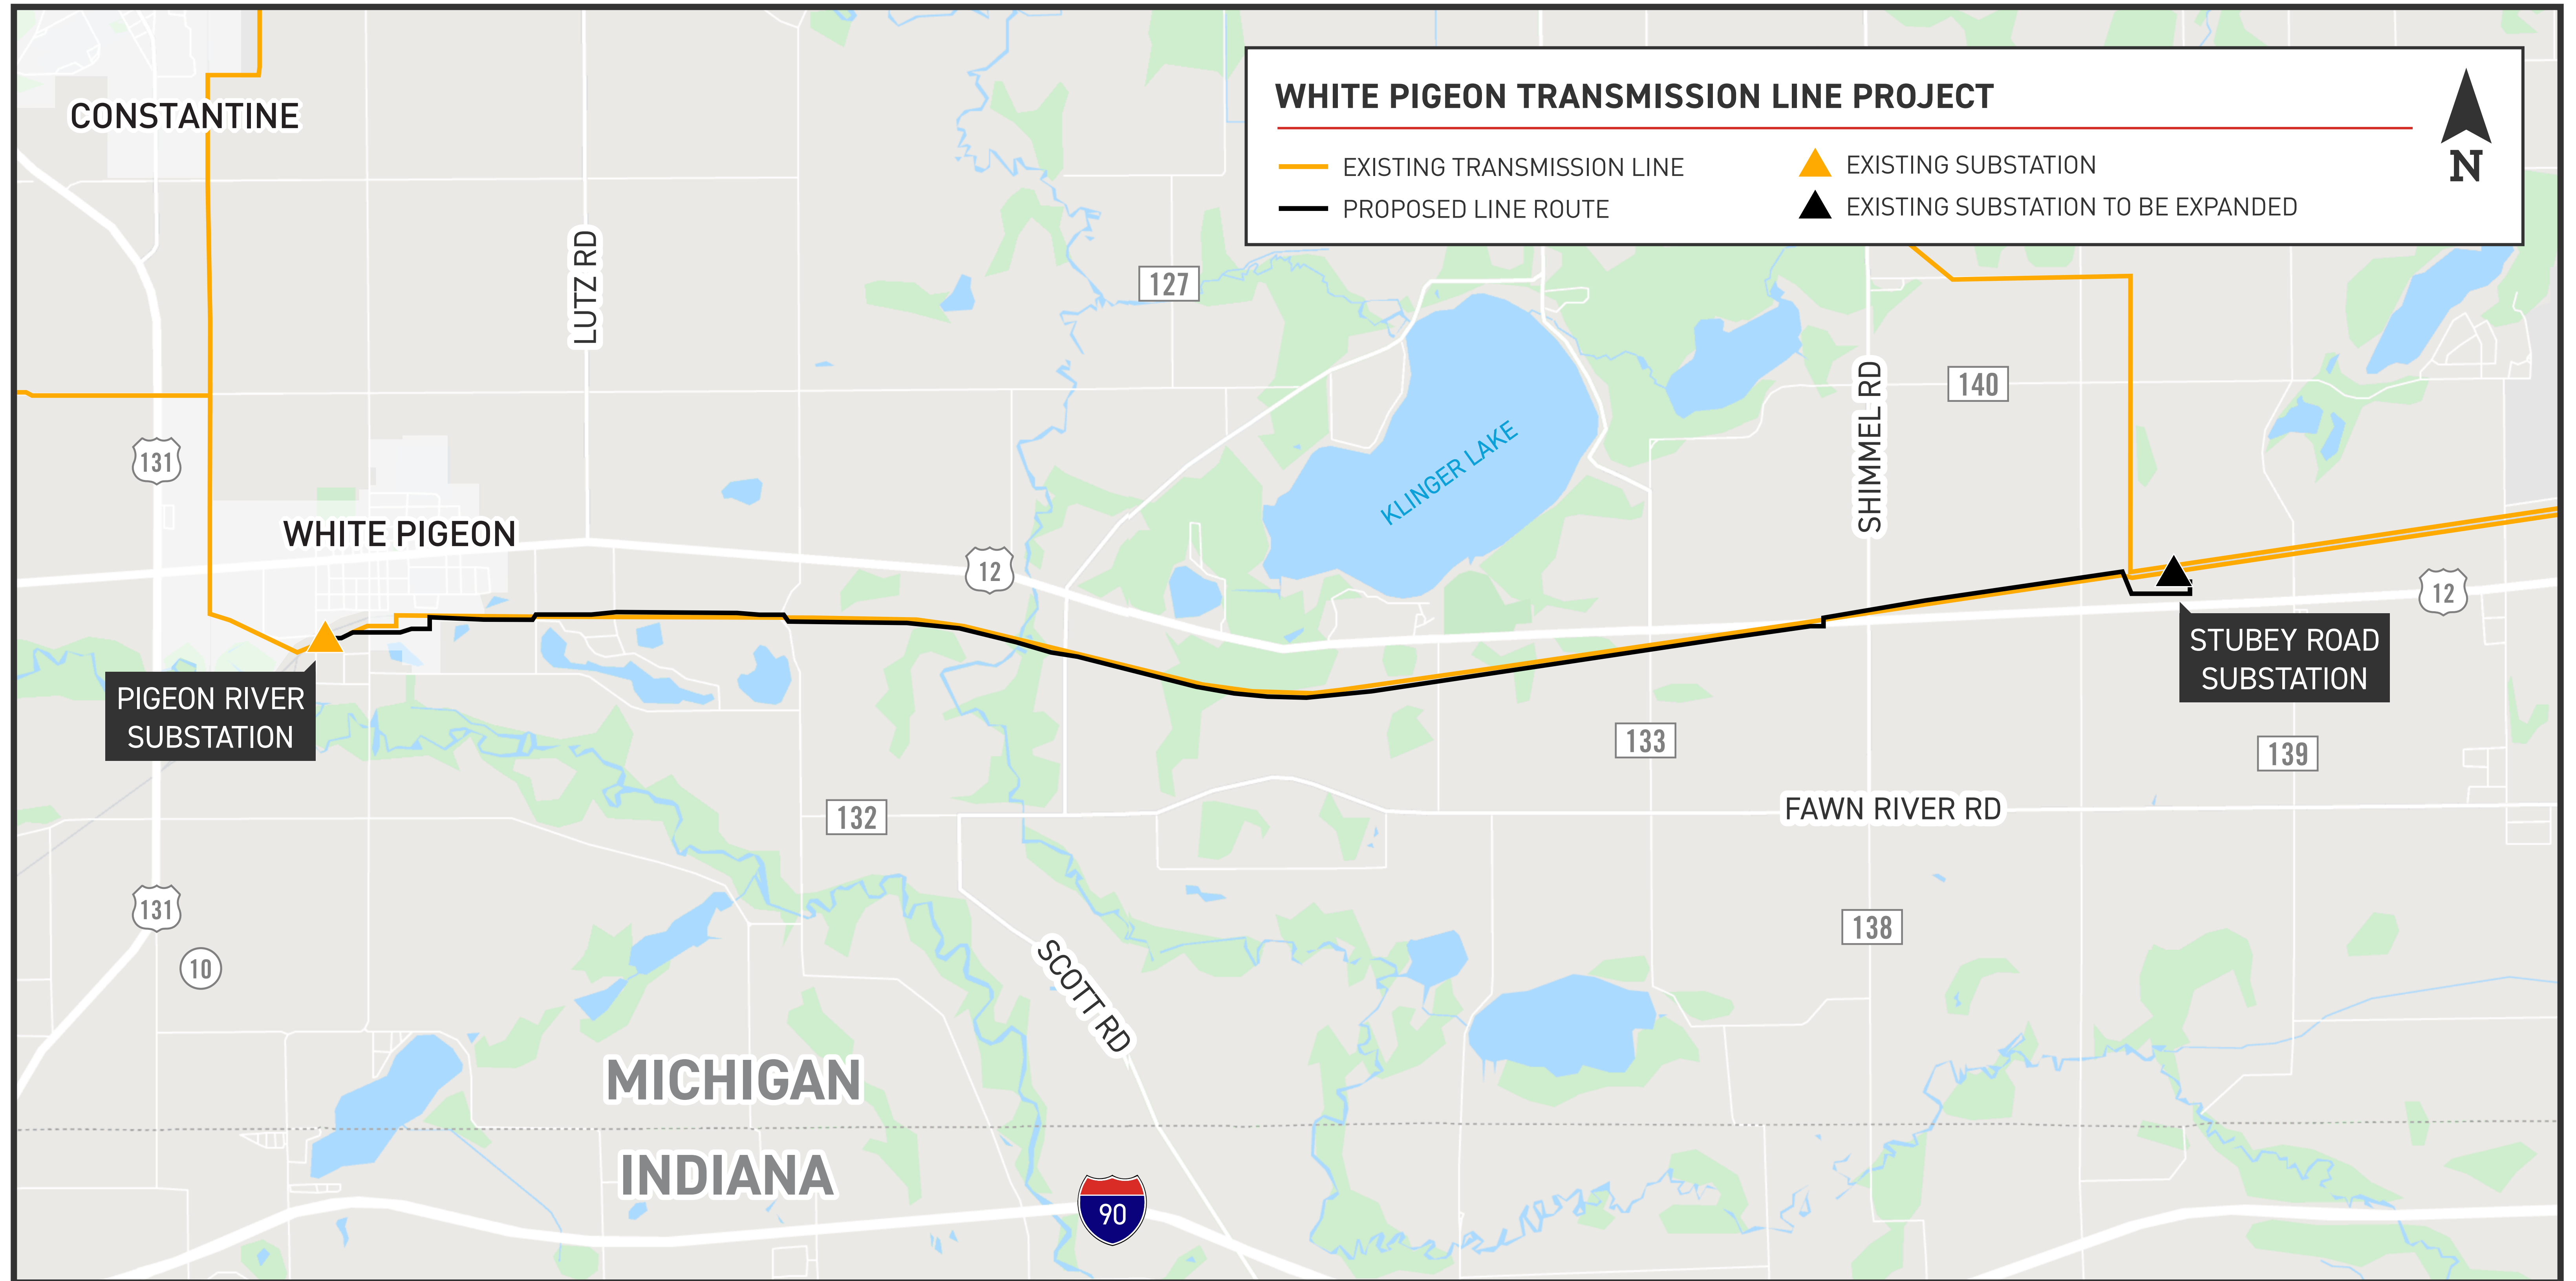 WHITE PIGEON TRANSMISSION LINE PROJECT
EXISTING TRANSMISSION LINE
EXISTING SUBSTATION
PROPOSED LINE ROUTE
EXISTING SUBSTATION TO BE EXPANDED
N
CONSTANTINE
LUTZ RD
127
SHIMMEL RD
140
131
KLINGER LAKE
WHITE PIGEON
12
12
PIGEON RIVER
SUBSTATION
STUBEY ROAD
SUBSTATION
133
139
132
FAWN RIVER RD
131
10
138
SCOTT RD
MICHIGAN
INDIANA
90